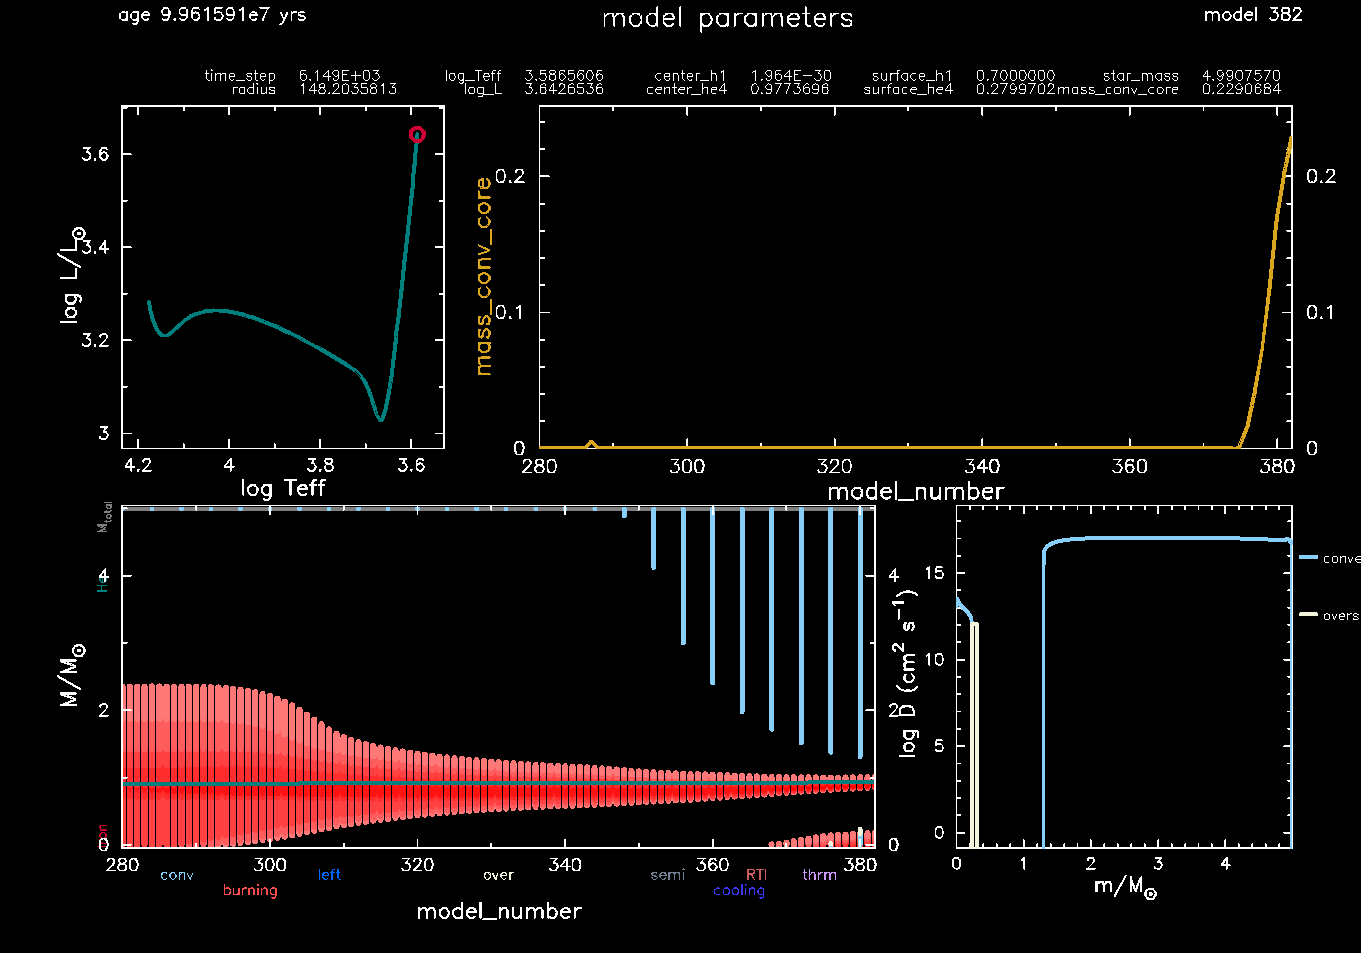 age 9.961591e7 yrs model parameters model 382
time_step 6.149E+03 log_Teff 3.5865606 center_h1 1.964E-30 surface_h1 0.7000000 star_mass 4.9907570
radius 148.2035813 log_L 3.6426536 center_he4 0.9773696 surface_he4 0.2799702 mass_conv_core 0.2290684
log L/L☉
3.6
3.4
3.2
3
4.2 4 3.8 3.6
log Teff
mass_conv_core
0.2 0.2
0.1 0.1
0 0
280 300 320 340 360 380
model_number
M/M☉
Mtotal
He
4 4
2 2
0 0
280 300 320 340 360 380
conv left over semi RTI thrm
burning cooling
model_number
log D (cm² s⁻¹)
15
10
5
0
0 1 2 3 4
m/M☉
conve
overs